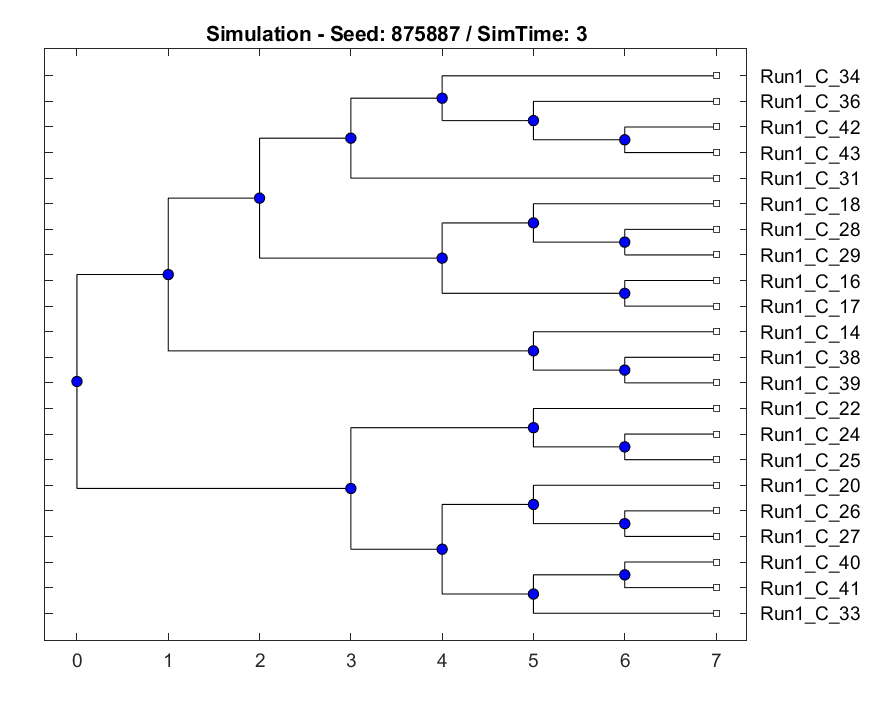 Simulation - Seed: 875887 / SimTime: 3
Run1_C_34
Run1_C_36
Run1_C_42
Run1_C_43
Run1_C_31
Run1_C_18
Run1_C_28
Run1_C_29
Run1_C_16
Run1_C_17
Run1_C_14
Run1_C_38
Run1_C_39
Run1_C_22
Run1_C_24
Run1_C_25
Run1_C_20
Run1_C_26
Run1_C_27
Run1_C_40
Run1_C_41
Run1_C_33
0 1 2 3 4 5 6 7